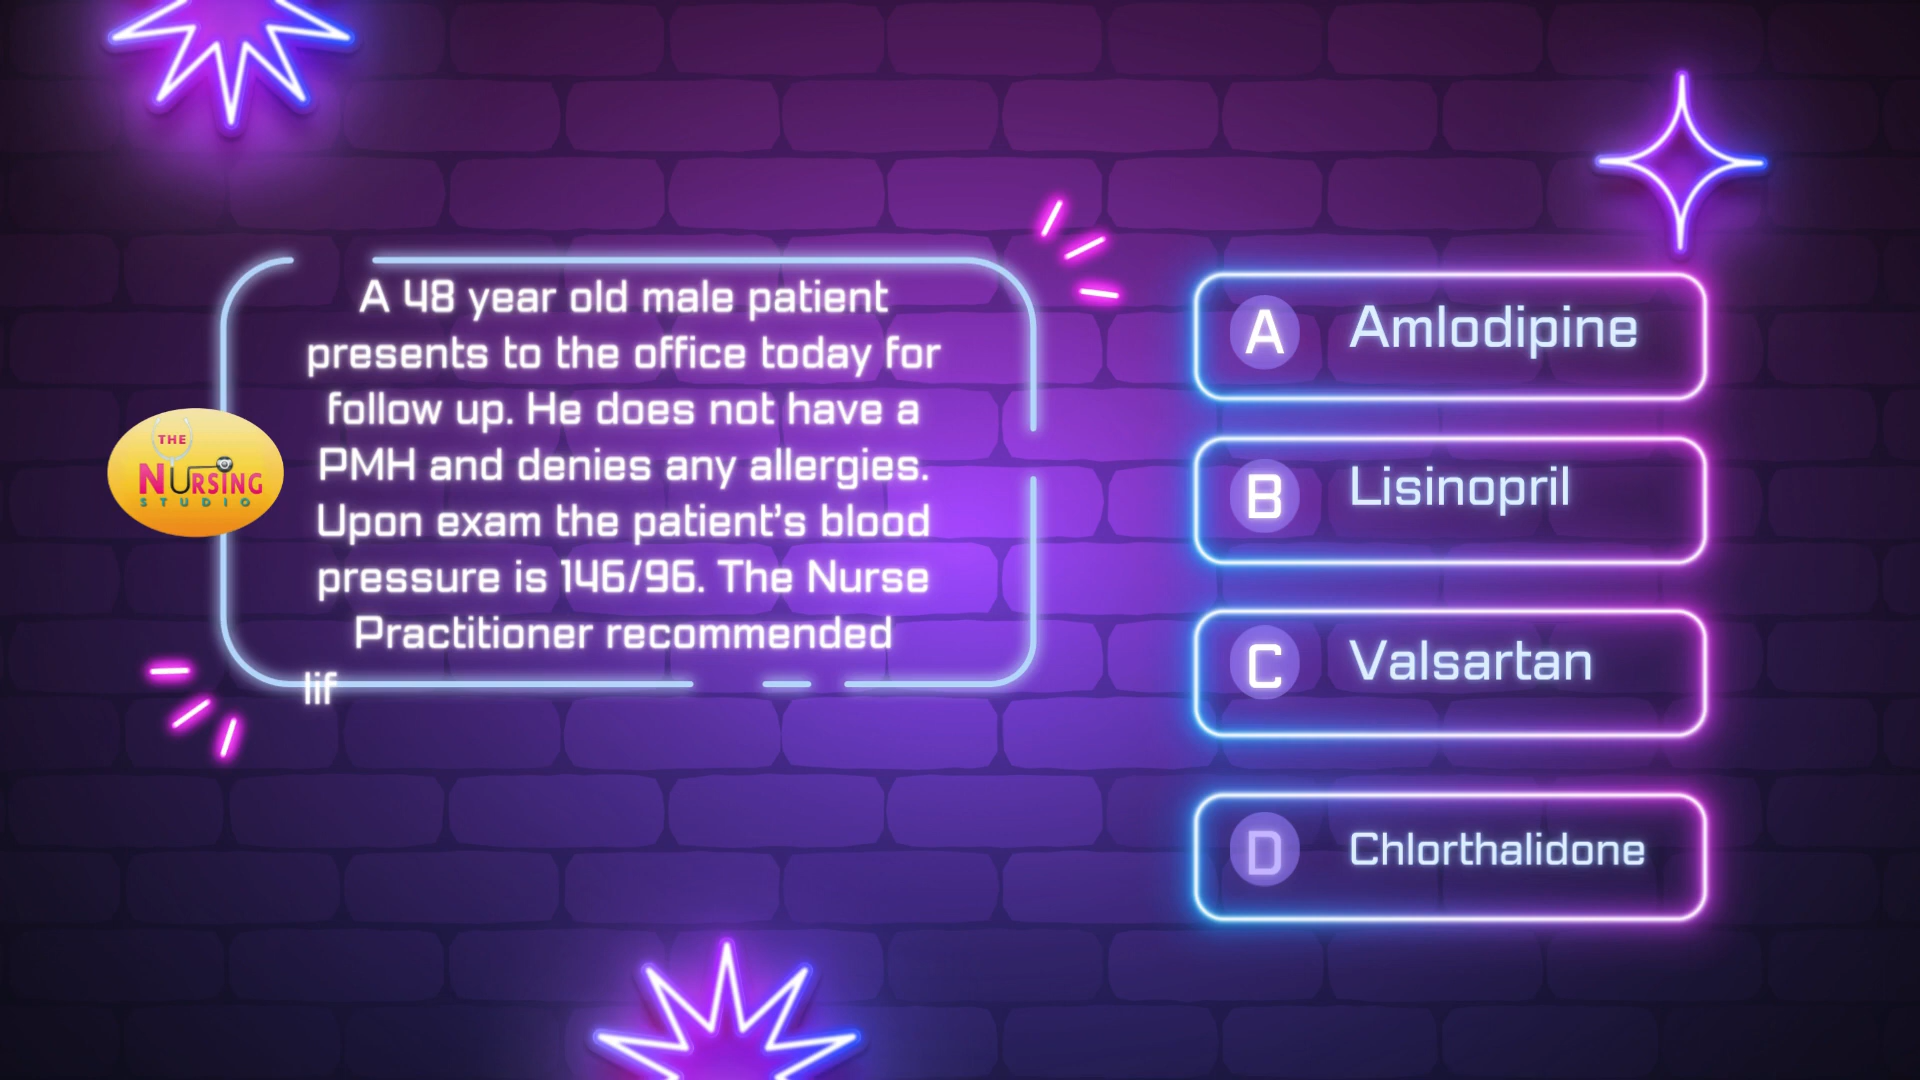 A 48 year old male patient
presents to the office today for
follow up. He does not have a
PMH and denies any allergies.
Upon exam the patient's blood
pressure is 146/96. The Nurse
Practitioner recommended
lif
THE
NURSING
STUDIO
A Amlodipine
B Lisinopril
C Valsartan
D Chlorthalidone